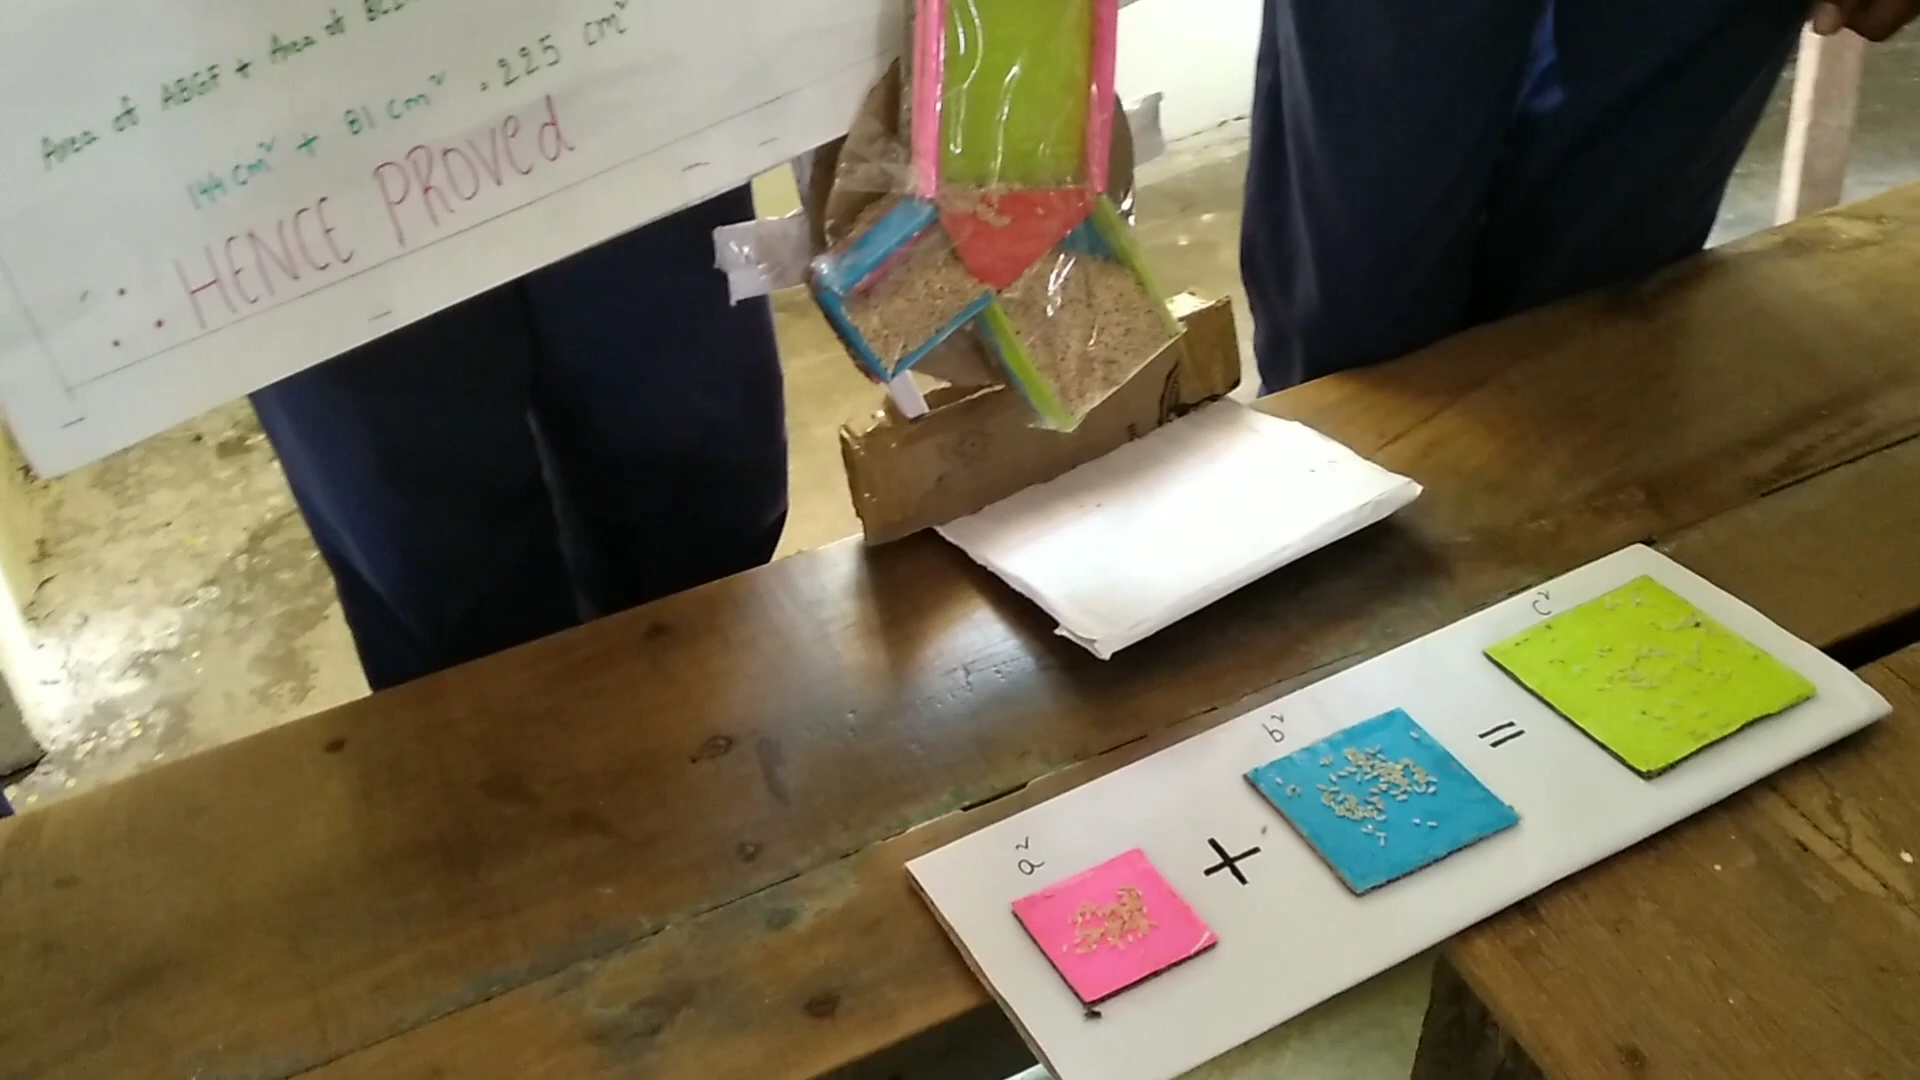 Area of ABGF + Area of
144 cm² + 81 cm² = 225 cm²
∴ HENCE PROVED
a² + b² = c²